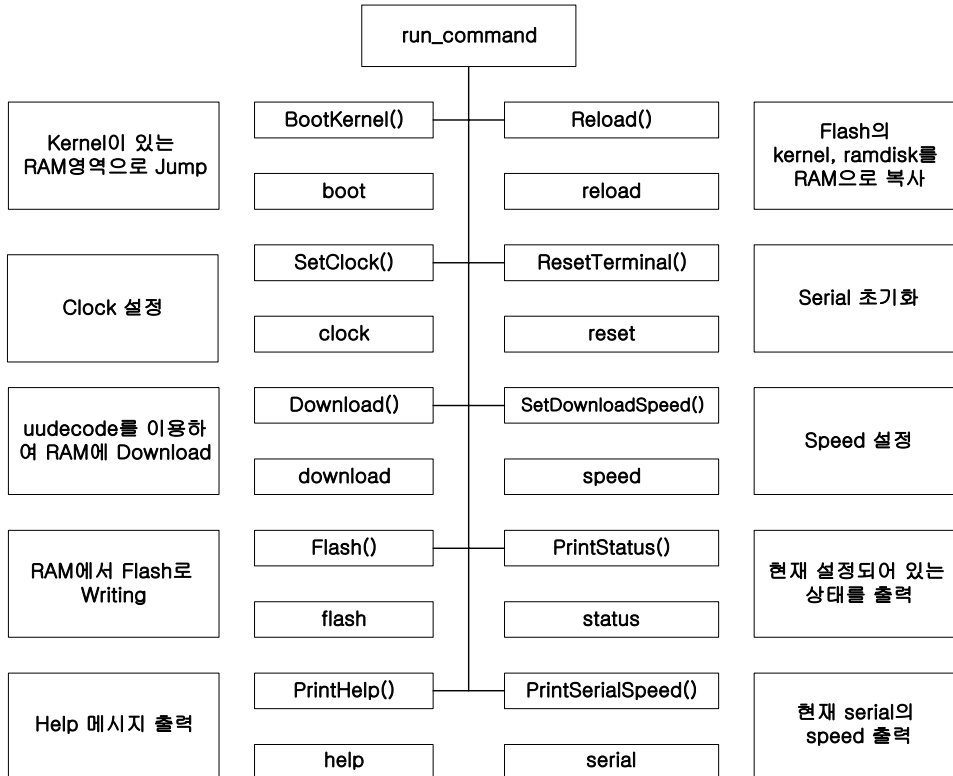 run_command
Kernel이 있는
RAM영역으로 Jump
BootKernel()
boot
Reload()
reload
Flash의
kernel, ramdisk를
RAM으로 복사
Clock 설정
SetClock()
clock
ResetTerminal()
reset
Serial 초기화
uudecode를 이용하
여 RAM에 Download
Download()
download
SetDownloadSpeed()
speed
Speed 설정
RAM에서 Flash로
Writing
Flash()
flash
PrintStatus()
status
현재 설정되어 있는
상태를 출력
Help 메시지 출력
PrintHelp()
help
PrintSerialSpeed()
serial
현재 serial의
speed 출력